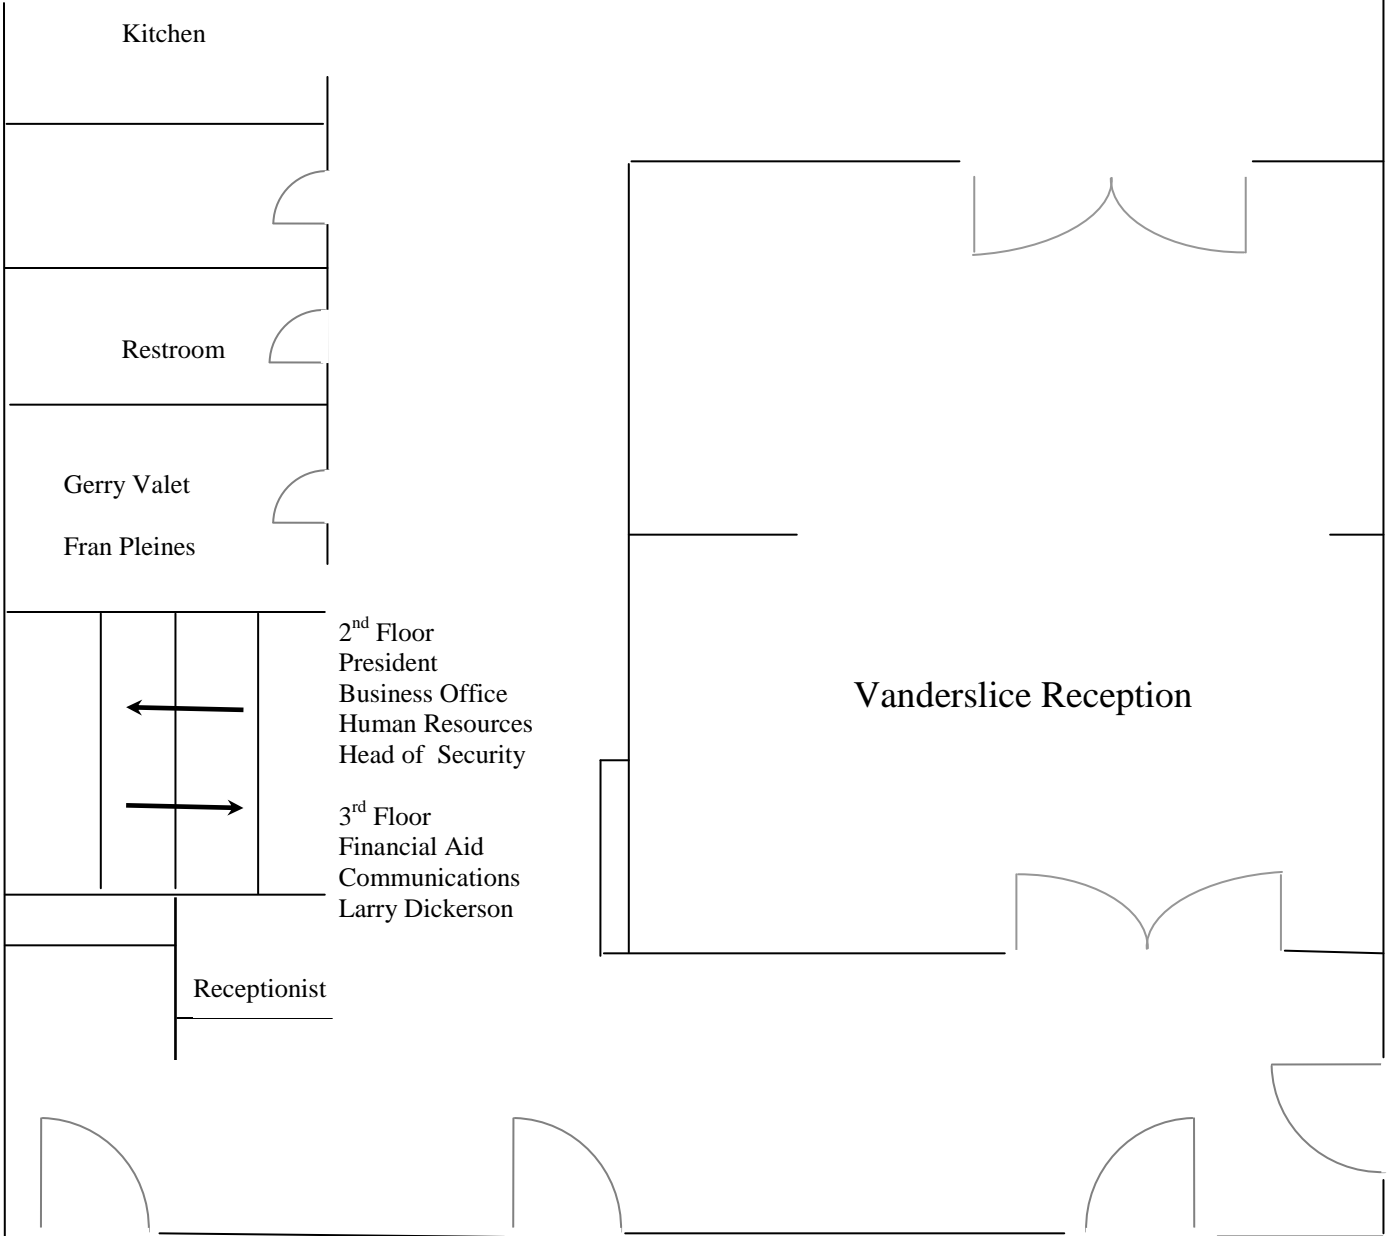 Kitchen
Restroom
Gerry Valet
Fran Pleines
2nd Floor
President
Business Office
Human Resources
Head of  Security
3rd Floor
Financial Aid
Communications
Larry Dickerson
Vanderslice Reception
Receptionist